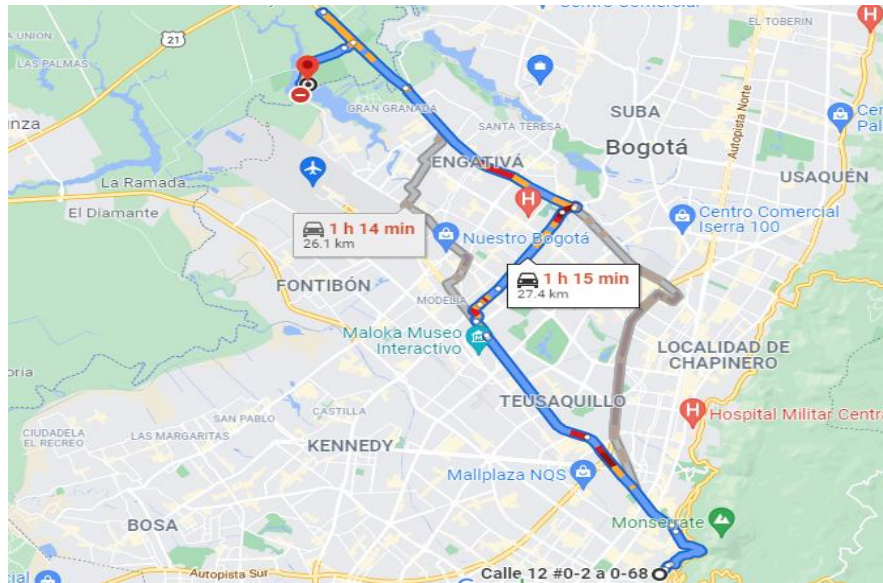 Centro Comercial
EL TOBERIN
LA UNION
LAS PALMAS
21
H
GRAN GRANADA
SUBA
Autopista Norte
SANTA TERESA
Bogotá
ENGATIVÁ
USAQUÉN
La Ramada
El Diamante
H
Centro Comercial
Iserra 100
1 h 14 min
26.1 km
Nuestro Bogotá
1 h 15 min
27.4 km
FONTIBÓN
MODELIA
Maloka Museo
Interactivo
LOCALIDAD DE
CHAPINERO
TEUSAQUILLO
SAN PABLO
CASTILLA
H
Hospital Militar Centra
CIUDADELA
EL RECREO
LAS MARGARITAS
KENNEDY
Mallplaza NQS
BOSA
Monserrate
Autopista Sur
Calle 12 #0-2 a 0-68